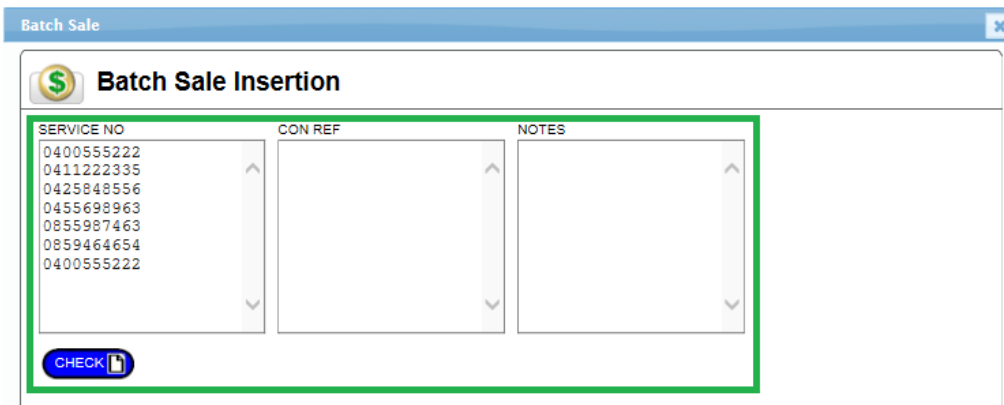 Batch Sale
Batch Sale Insertion
SERVICE NO
CON REF
NOTES
0400555222
0411222335
0425848556
0455698963
0855987463
0859464654
0400555222
CHECK